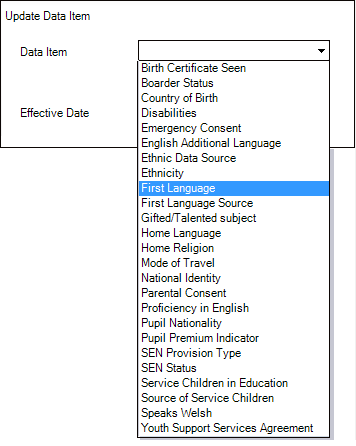 Update Data Item
Data Item
Birth Certificate Seen
Boarder Status
Country of Birth
Disabilities
Effective Date
Emergency Consent
English Additional Language
Ethnic Data Source
Ethnicity
First Language
First Language Source
Gifted/Talented subject
Home Language
Home Religion
Mode of Travel
National Identity
Parental Consent
Proficiency in English
Pupil Nationality
Pupil Premium Indicator
SEN Provision Type
SEN Status
Service Children in Education
Source of Service Children
Speaks Welsh
Youth Support Services Agreement